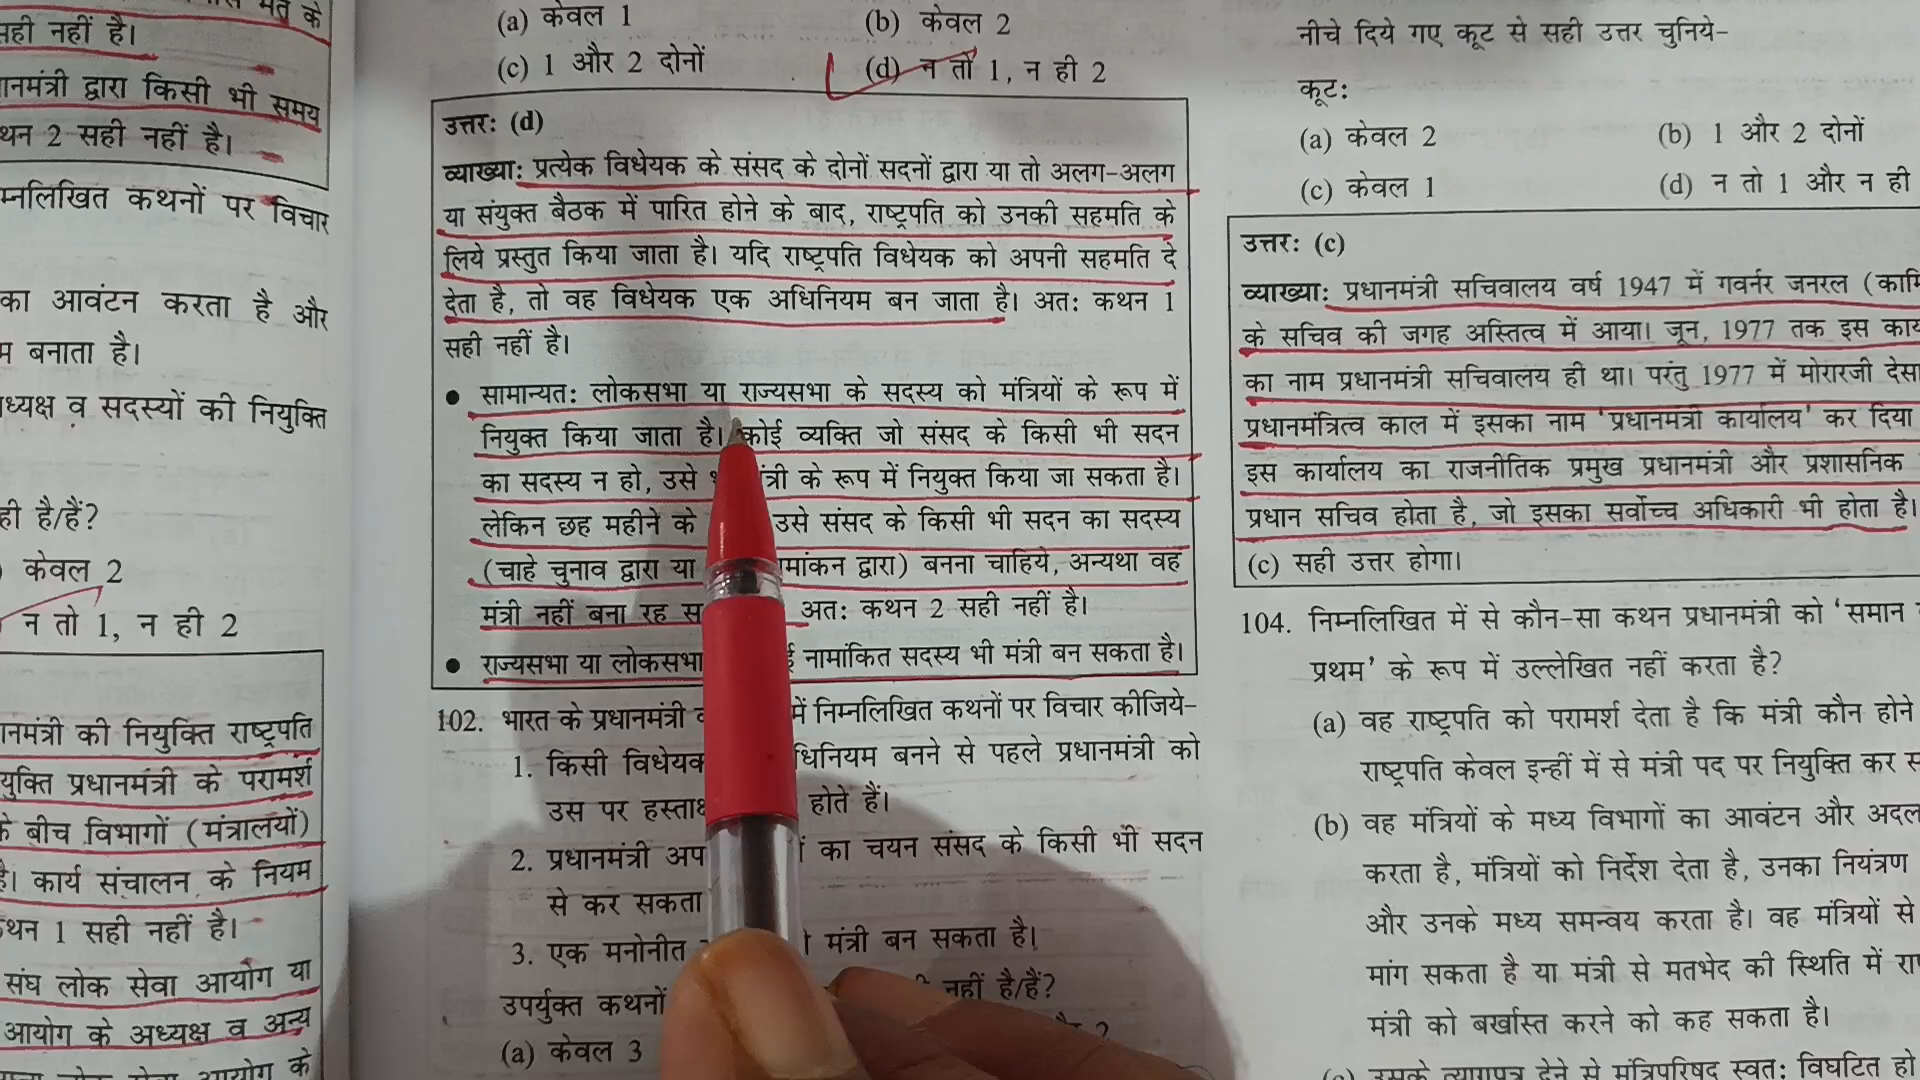 सही नहीं है।
द्वारा किसी भी समय
2 सही नहीं है।
कथनों पर विचार
का आवंटन करता है और
बनाता है।
व सदस्यों की नियुक्ति
है/हैं?
केवल 2
न तो 1, न ही 2
की नियुक्ति राष्ट्रपति
प्रधानमंत्री के परामर्श
के बीच विभागों (मंत्रालयों)
है। कार्य संचालन के नियम
1 सही नहीं है।
संघ लोक सेवा आयोग या
आयोग के अध्यक्ष व अन्य
आयोग के
(a) केवल 1 (b) केवल 2
(c) 1 और 2 दोनों (d) न तो 1, न ही 2
उत्तर: (d)
व्याख्या: प्रत्येक विधेयक के संसद के दोनों सदनों द्वारा या तो अलग-अलग
या संयुक्त बैठक में पारित होने के बाद, राष्ट्रपति को उनकी सहमति के
लिये प्रस्तुत किया जाता है। यदि राष्ट्रपति विधेयक को अपनी सहमति दे
देता है, तो वह विधेयक एक अधिनियम बन जाता है। अत: कथन 1
सही नहीं है।
● सामान्यत: लोकसभा या राज्यसभा के सदस्य को मंत्रियों के रूप में
नियुक्त किया जाता है। कोई व्यक्ति जो संसद के किसी भी सदन
का सदस्य न हो, उसे के रूप में नियुक्त किया जा सकता है।
लेकिन छह महीने के उसे संसद के किसी भी सदन का सदस्य
(चाहे चुनाव द्वारा या द्वारा) बनना चाहिये, अन्यथा वह
मंत्री नहीं बना रह अत: कथन 2 सही नहीं है।
● राज्यसभा या लोकसभा नामांकित सदस्य भी मंत्री बन सकता है।
102. भारत के प्रधानमंत्री में निम्नलिखित कथनों पर विचार कीजिये-
1. किसी विधेयक बनने से पहले प्रधानमंत्री को
उस पर होते हैं।
2. प्रधानमंत्री का चयन संसद के किसी भी सदन
से कर सकता
3. एक मनोनीत मंत्री बन सकता है।
उपर्युक्त कथनों नहीं है/हैं?
(a) केवल 3
नीचे दिये गए कूट से सही उत्तर चुनिये-
कूट:
(a) केवल 2 (b) 1 और 2 दोनों
(c) केवल 1 (d) न तो 1 और न ही
उत्तर: (c)
व्याख्या: प्रधानमंत्री सचिवालय वर्ष 1947 में गवर्नर जनरल
के सचिव की जगह अस्तित्व में आया। जून, 1977 तक इस
का नाम प्रधानमंत्री सचिवालय ही था। परंतु 1977 में मोरारजी
प्रधानमंत्रित्व काल में इसका नाम 'प्रधानमंत्री कार्यालय' कर दिया
इस कार्यालय का राजनीतिक प्रमुख प्रधानमंत्री और प्रशासनिक
प्रधान सचिव होता है, जो इसका सर्वोच्च अधिकारी भी होता है।
(c) सही उत्तर होगा।
104. निम्नलिखित में से कौन-सा कथन प्रधानमंत्री को 'समान
प्रथम' के रूप में उल्लेखित नहीं करता है?
(a) वह राष्ट्रपति को परामर्श देता है कि मंत्री कौन होने
राष्ट्रपति केवल इन्हीं में से मंत्री पद पर नियुक्ति कर
(b) वह मंत्रियों के मध्य विभागों का आवंटन और
करता है, मंत्रियों को निर्देश देता है, उनका नियंत्रण
और उनके मध्य समन्वय करता है। वह मंत्रियों से
मांग सकता है या मंत्री से मतभेद की स्थिति में
मंत्री को बर्खास्त करने को कह सकता है।
उसके त्यागपत्र देने से मंत्रिपरिषद स्वत: विघटित हो